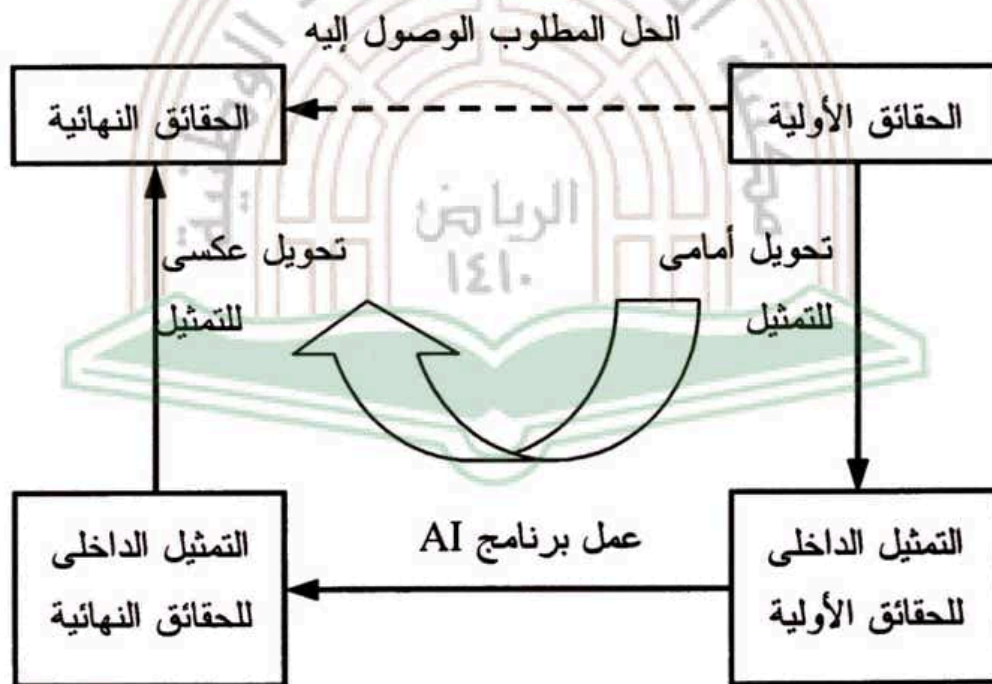 الحل المطلوب الوصول إليه
الحقائق الأولية
الحقائق النهائية
الرياض
١٤١٠
تحويل أمامى
للتمثيل
تحويل عكسى
للتمثيل
التمثيل الداخلى
للحقائق الأولية
عمل برنامج AI
التمثيل الداخلى
للحقائق النهائية